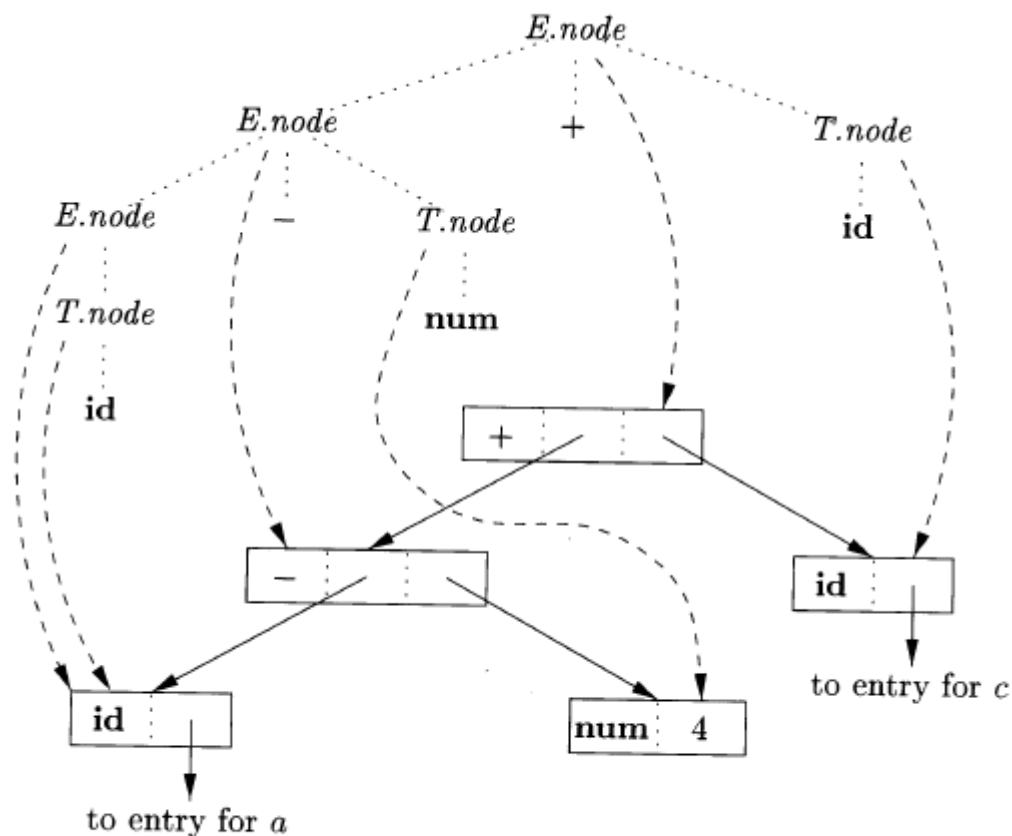 E.node
E.node + T.node
E.node − T.node id
T.node num
id
+
− id
to entry for c
id num 4
to entry for a